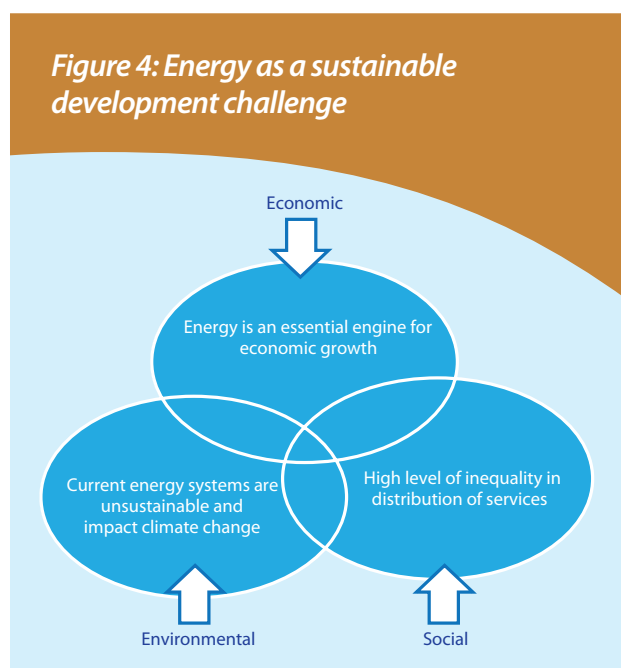 Figure 4: Energy as a sustainable
development challenge
Economic
Energy is an essential engine for
economic growth
Current energy systems are
unsustainable and
impact climate change
High level of inequality in
distribution of services
Environmental
Social